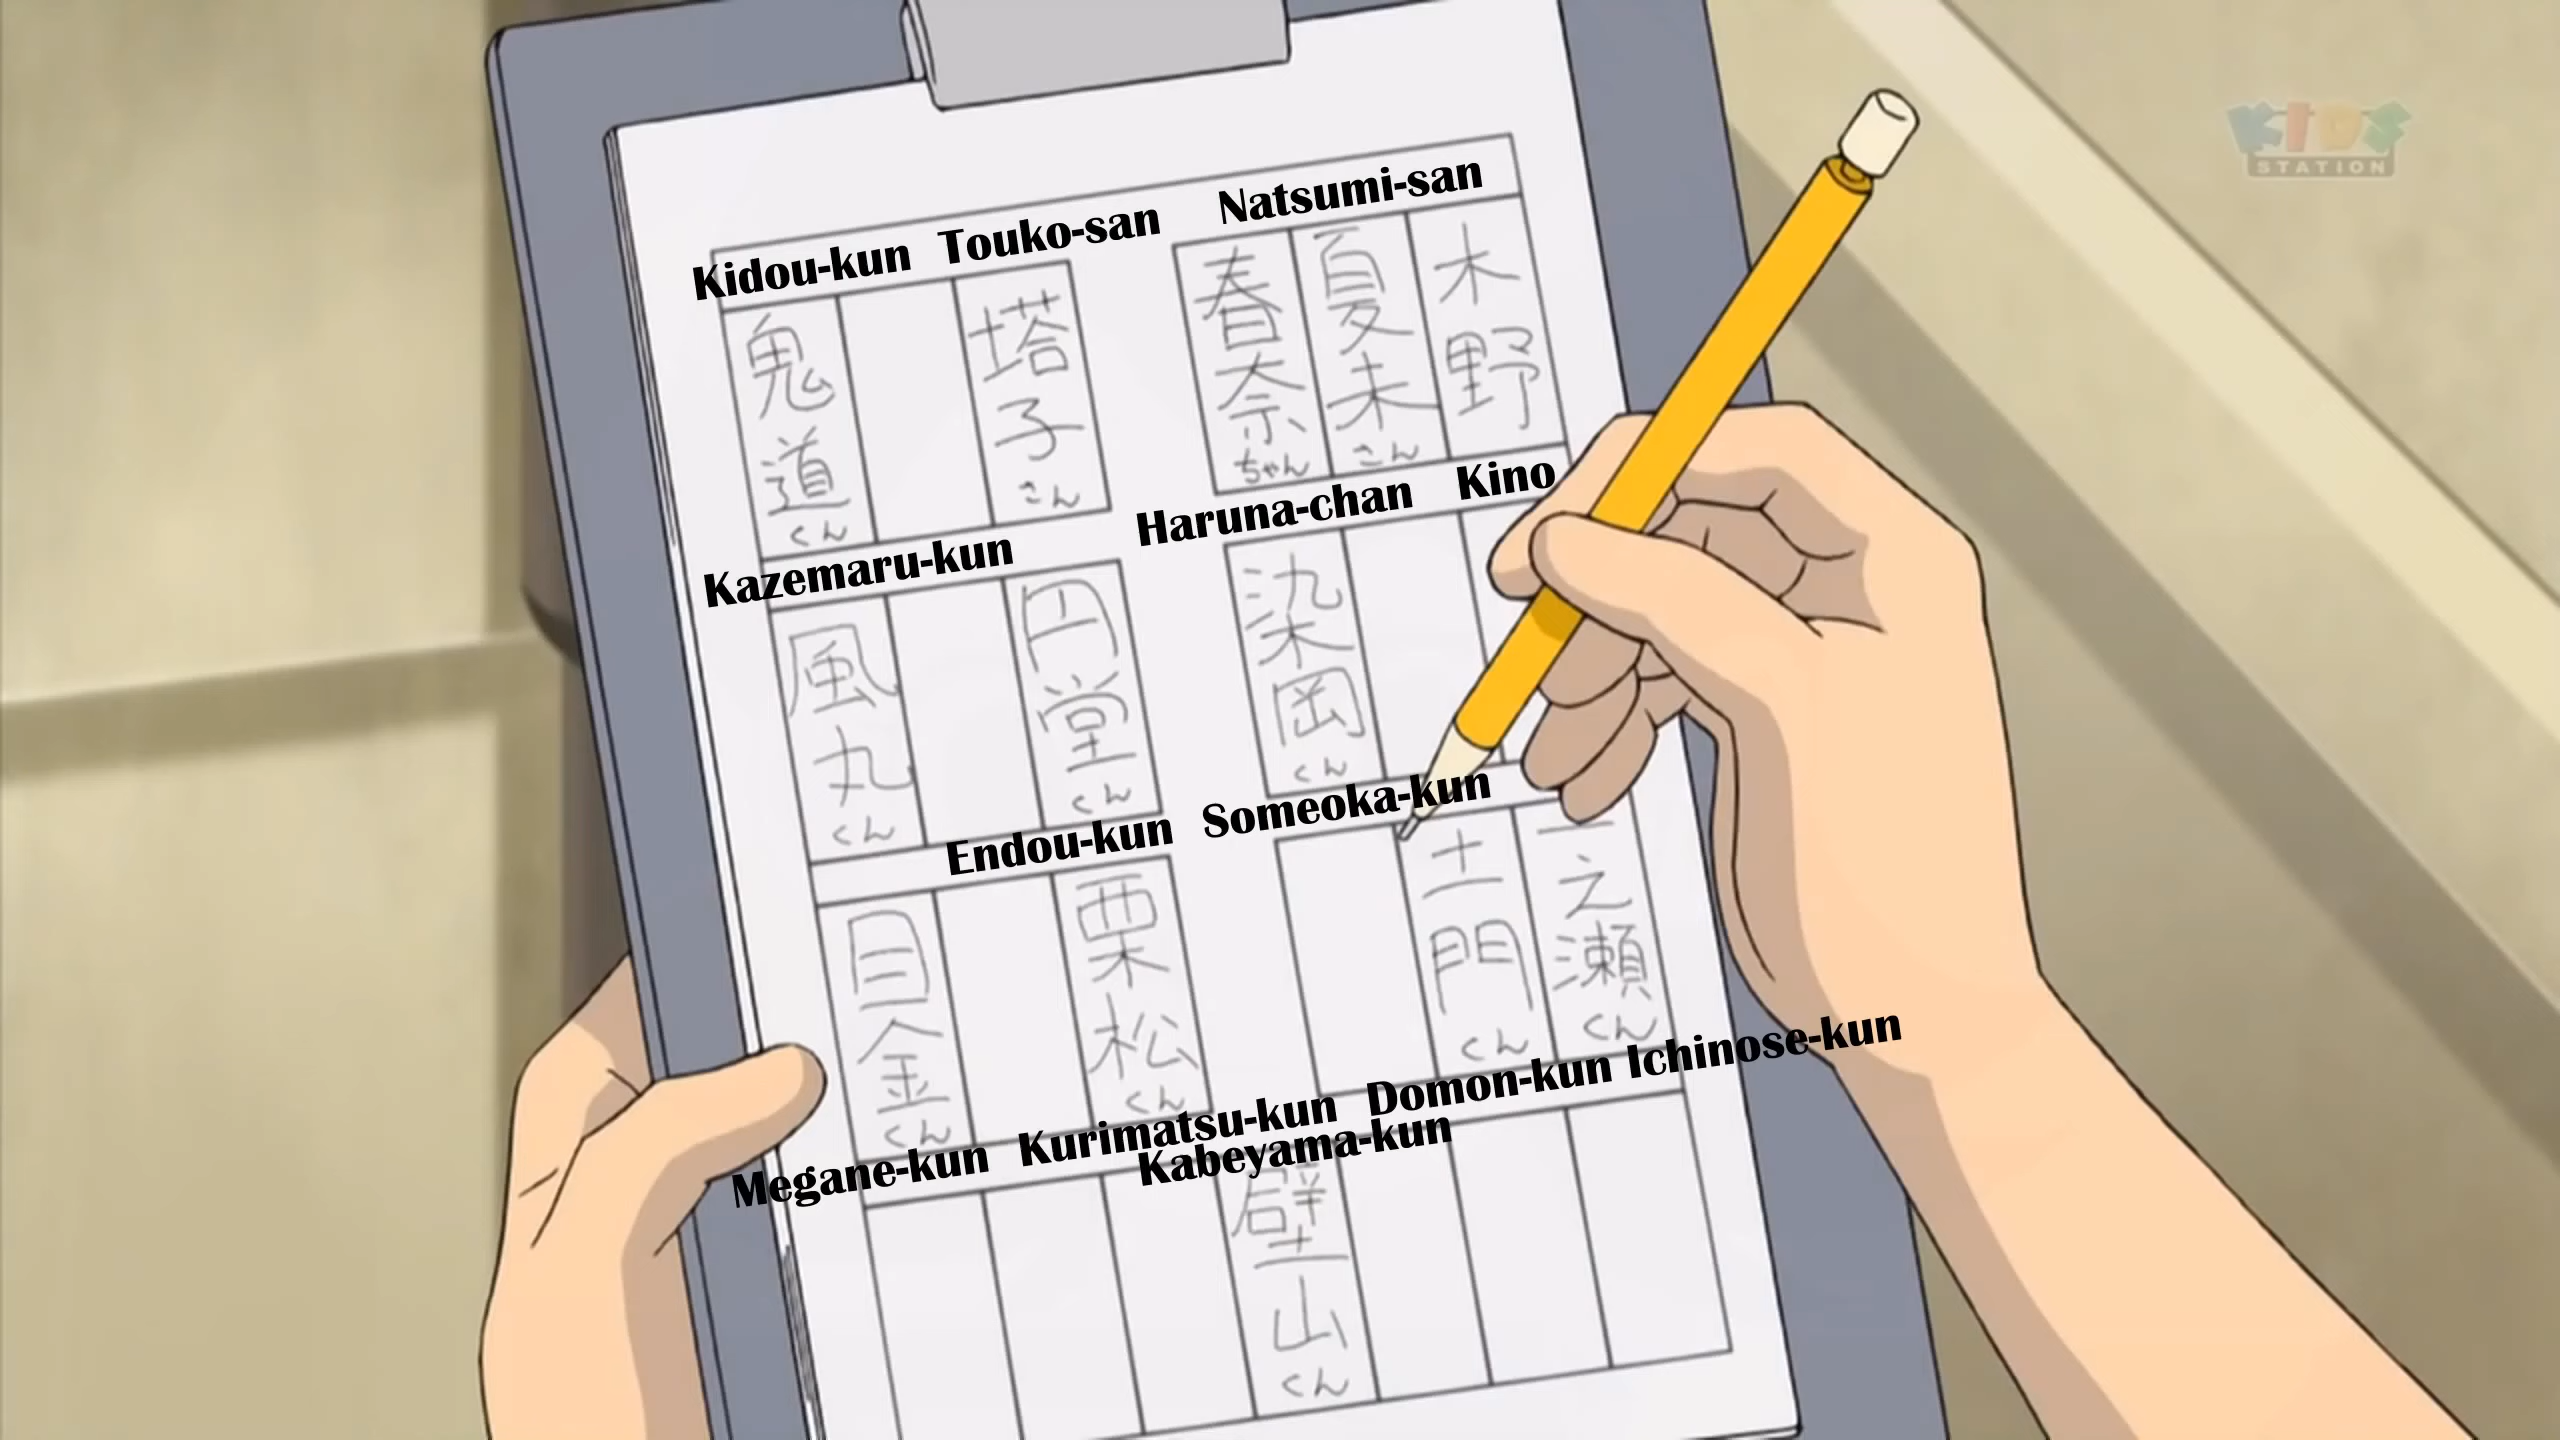 KIDS
STATION
Kidou-kun Touko-san Natsumi-san
鬼道くん 塔子さん 春奈ちゃん 夏未さん 木野
Kazemaru-kun Haruna-chan Kino
風丸くん 円堂くん 染岡くん
Endou-kun Someoka-kun
目金くん 栗松くん 土門くん 一之瀬くん
Megane-kun Kurimatsu-kun Domon-kun Ichinose-kun
Kabeyama-kun
壁山くん